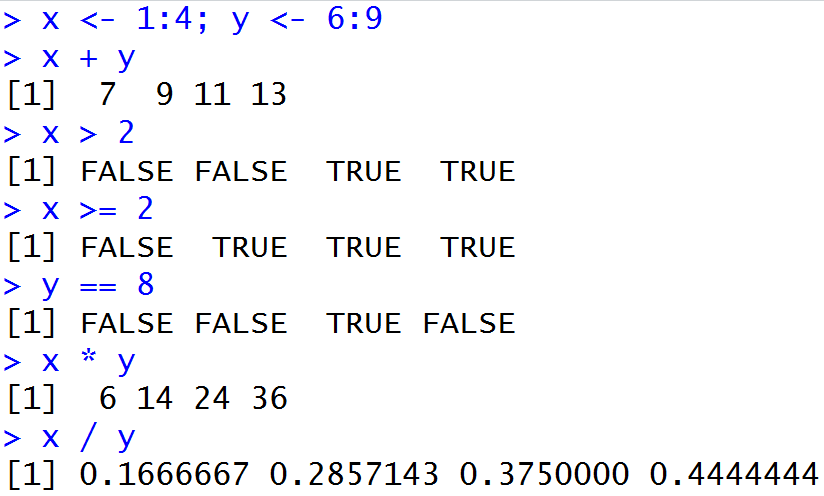 > x <- 1:4; y <- 6:9
> x + y
[1]  7  9 11 13
> x > 2
[1] FALSE FALSE  TRUE  TRUE
> x >= 2
[1] FALSE  TRUE  TRUE  TRUE
> y == 8
[1] FALSE FALSE  TRUE FALSE
> x * y
[1]  6 14 24 36
> x / y
[1] 0.1666667 0.2857143 0.3750000 0.4444444